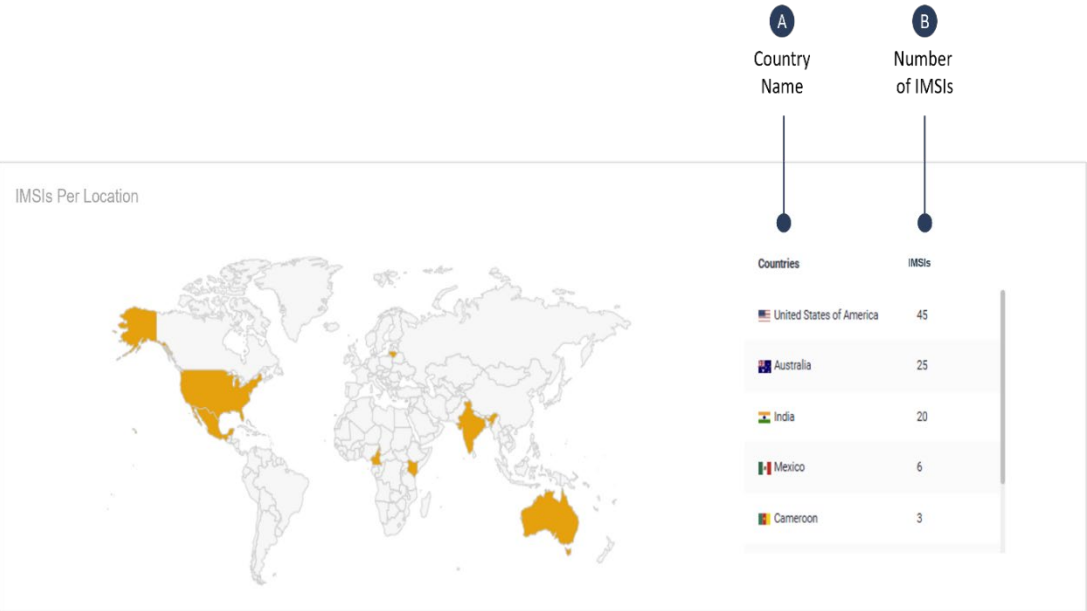 A
B
Country
Name
Number
of IMSIs
IMSIs Per Location
Countries
IMSIs
United States of America
45
Australia
25
India
20
Mexico
6
Cameroon
3